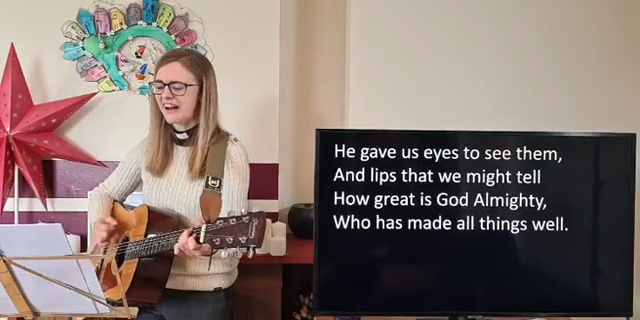 He gave us eyes to see them,
And lips that we might tell
How great is God Almighty,
Who has made all things well.